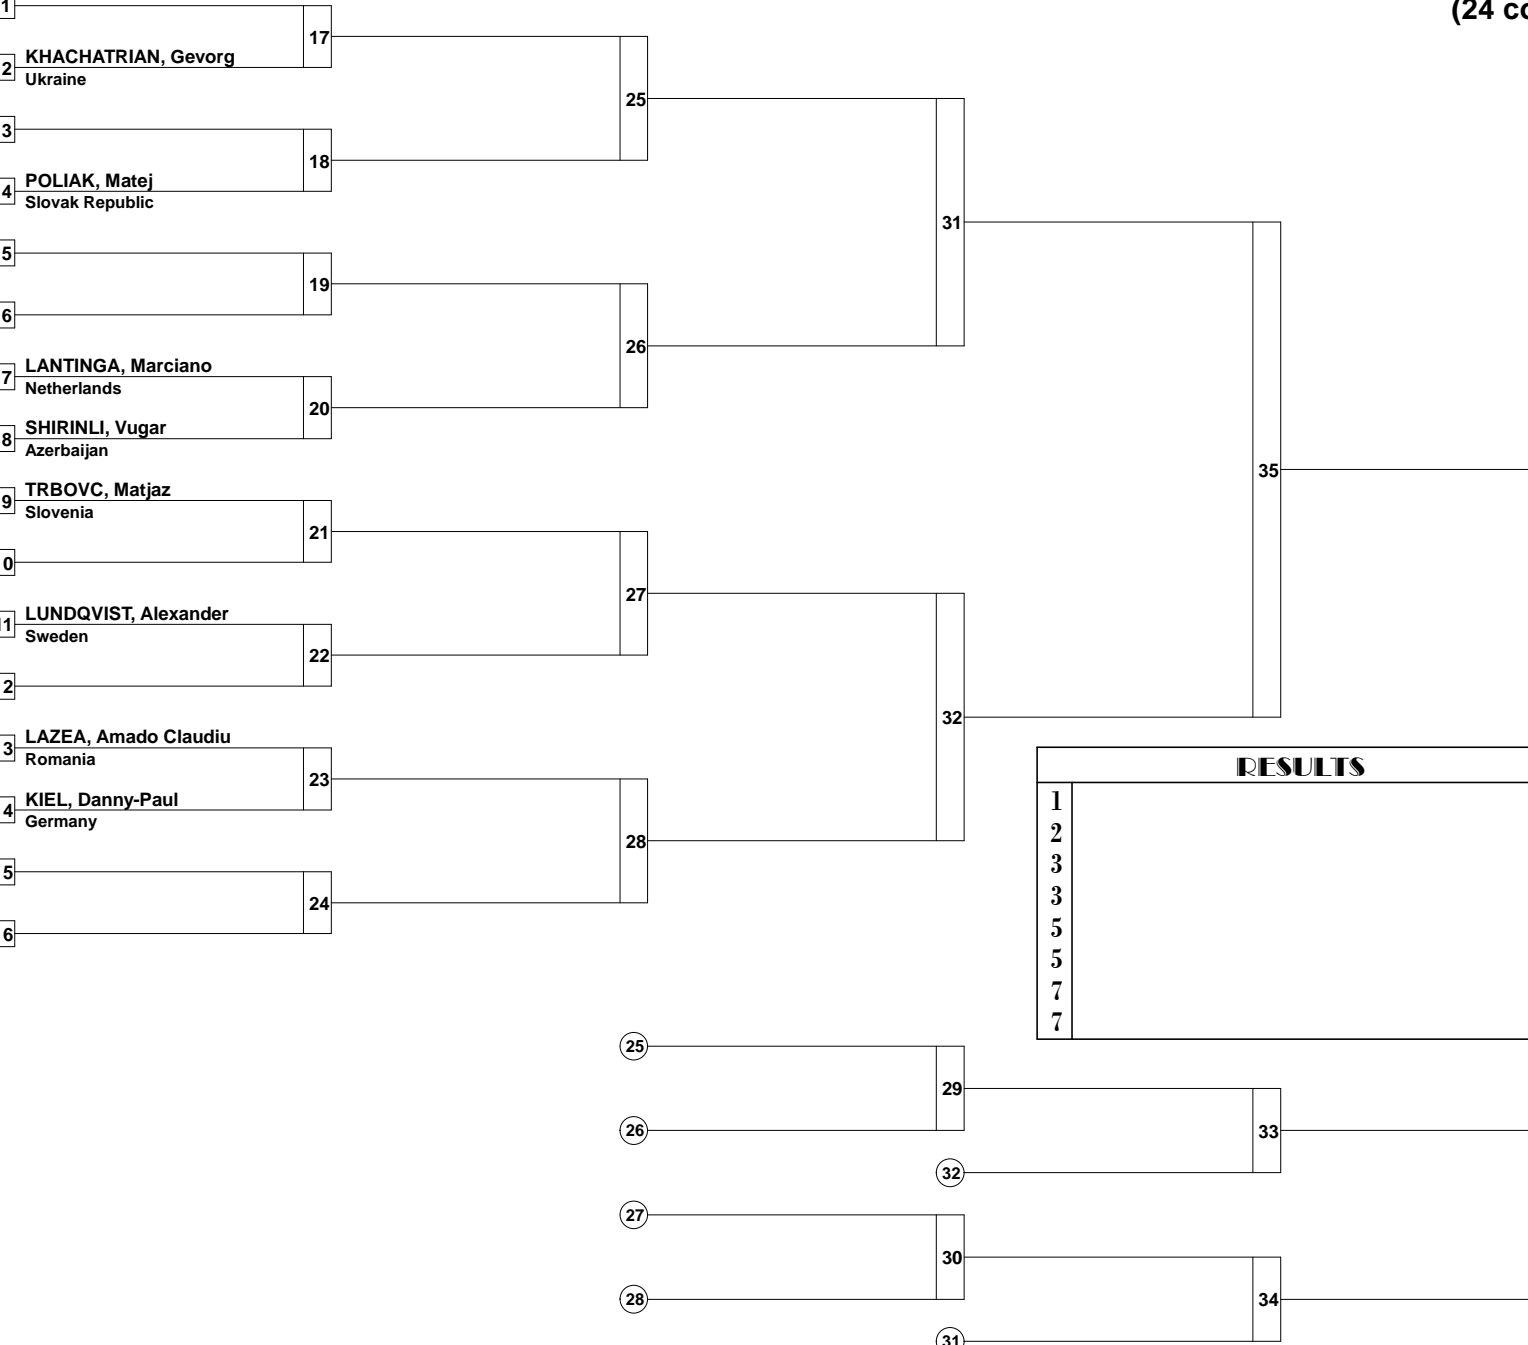 (24 co
1
17
2 KHACHATRIAN, Gevorg
Ukraine
25
3
18
4 POLIAK, Matej
Slovak Republic
31
5
19
6
26
7 LANTINGA, Marciano
Netherlands
20
8 SHIRINLI, Vugar
Azerbaijan
35
9 TRBOVC, Matjaz
Slovenia
21
0
27
11 LUNDQVIST, Alexander
Sweden
22
2
32
3 LAZEA, Amado Claudiu
Romania
23
4 KIEL, Danny-Paul
Germany
28
5
24
6
RESULTS
1
2
3
3
5
5
7
7
25
29
26
33
32
27
30
28
34
31